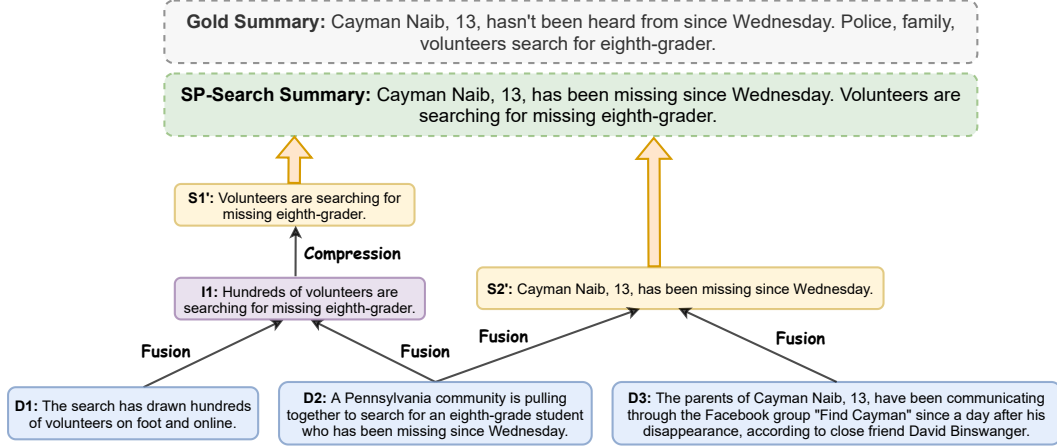 Gold Summary: Cayman Naib, 13, hasn't been heard from since Wednesday. Police, family,
volunteers search for eighth-grader.
SP-Search Summary: Cayman Naib, 13, has been missing since Wednesday. Volunteers are
searching for missing eighth-grader.
S1': Volunteers are searching for
missing eighth-grader.
Compression
I1: Hundreds of volunteers are
searching for missing eighth-grader.
S2': Cayman Naib, 13, has been missing since Wednesday.
Fusion
Fusion
Fusion
Fusion
D1: The search has drawn hundreds
of volunteers on foot and online.
D2: A Pennsylvania community is pulling
together to search for an eighth-grade student
who has been missing since Wednesday.
D3: The parents of Cayman Naib, 13, have been communicating
through the Facebook group "Find Cayman" since a day after his
disappearance, according to close friend David Binswanger.